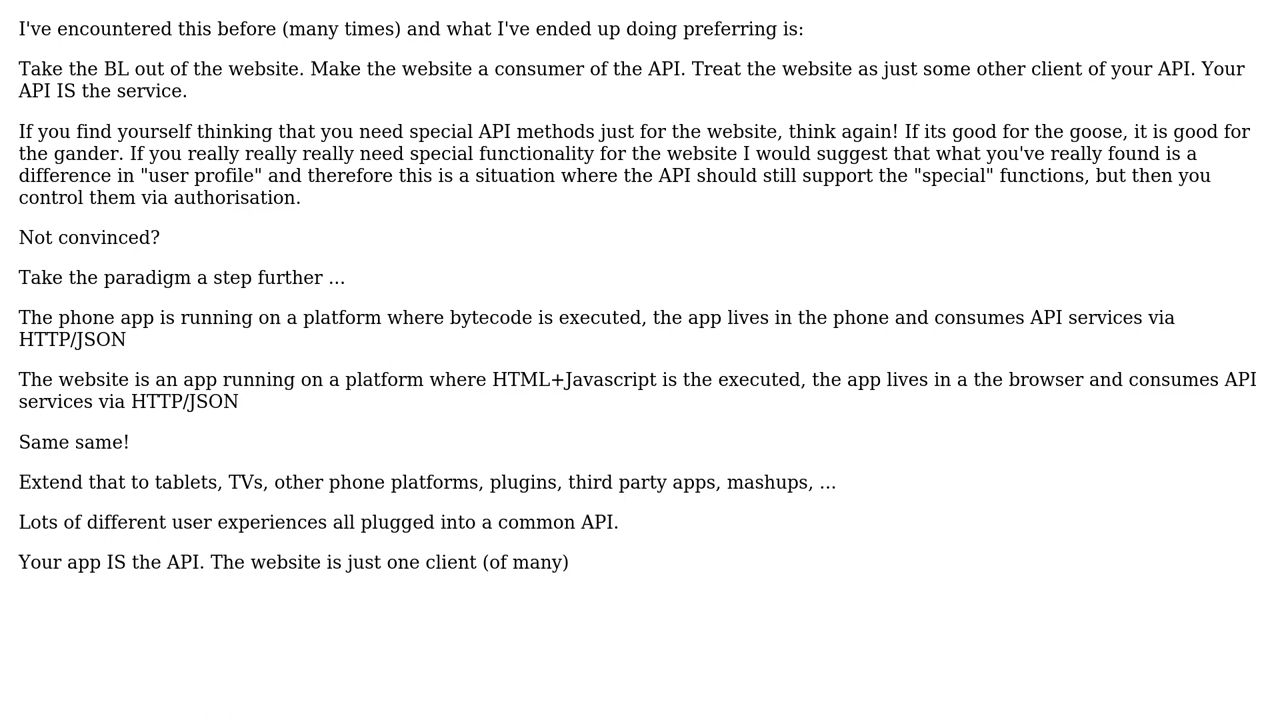 I've encountered this before (many times) and what I've ended up doing preferring is:
Take the BL out of the website. Make the website a consumer of the API. Treat the website as just some other client of your API. Your
API IS the service.
If you find yourself thinking that you need special API methods just for the website, think again! If its good for the goose, it is good for
the gander. If you really really really need special functionality for the website I would suggest that what you've really found is a
difference in "user profile" and therefore this is a situation where the API should still support the "special" functions, but then you
control them via authorisation.
Not convinced?
Take the paradigm a step further ...
The phone app is running on a platform where bytecode is executed, the app lives in the phone and consumes API services via
HTTP/JSON
The website is an app running on a platform where HTML+Javascript is the executed, the app lives in a the browser and consumes API
services via HTTP/JSON
Same same!
Extend that to tablets, TVs, other phone platforms, plugins, third party apps, mashups, ...
Lots of different user experiences all plugged into a common API.
Your app IS the API. The website is just one client (of many)